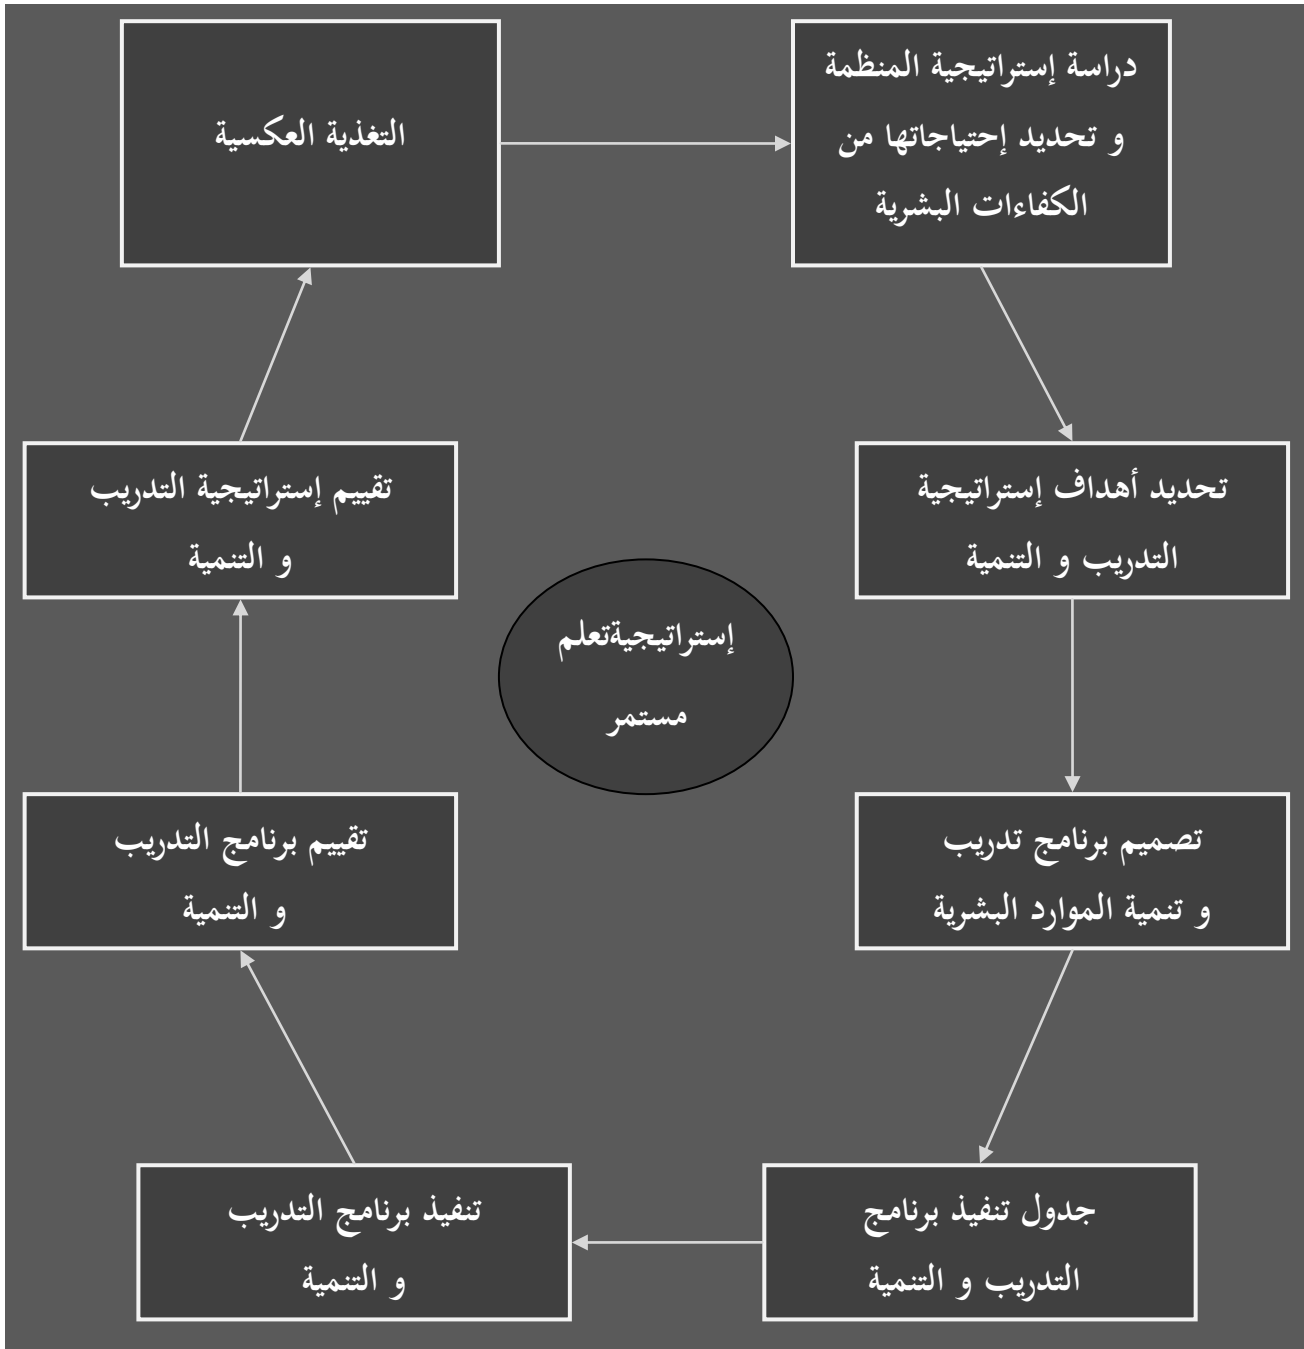 دراسة إستراتيجية المنظمة
و تحديد إحتياجاتها من
الكفاءات البشرية
تحديد أهداف إستراتيجية
التدريب و التنمية
تصميم برنامج تدريب
و تنمية الموارد البشرية
جدول تنفيذ برنامج
التدريب و التنمية
تنفيذ برنامج التدريب
و التنمية
تقييم برنامج التدريب
و التنمية
تقييم إستراتيجية التدريب
و التنمية
التغذية العكسية
إستراتيجيةتعلم
مستمر